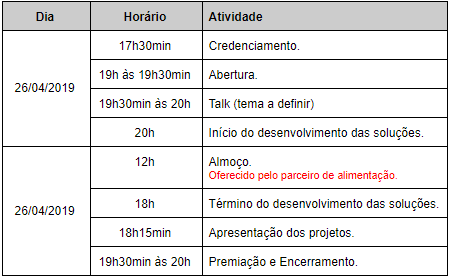 Dia Horário Atividade
26/04/2019
17h30min Credenciamento.
19h às 19h30min Abertura.
19h30min às 20h Talk (tema a definir)
20h Início do desenvolvimento das soluções.
26/04/2019
12h Almoço.
Oferecido pelo parceiro de alimentação.
18h Término do desenvolvimento das soluções.
18h15min Apresentação dos projetos.
19h30min às 20h Premiação e Encerramento.